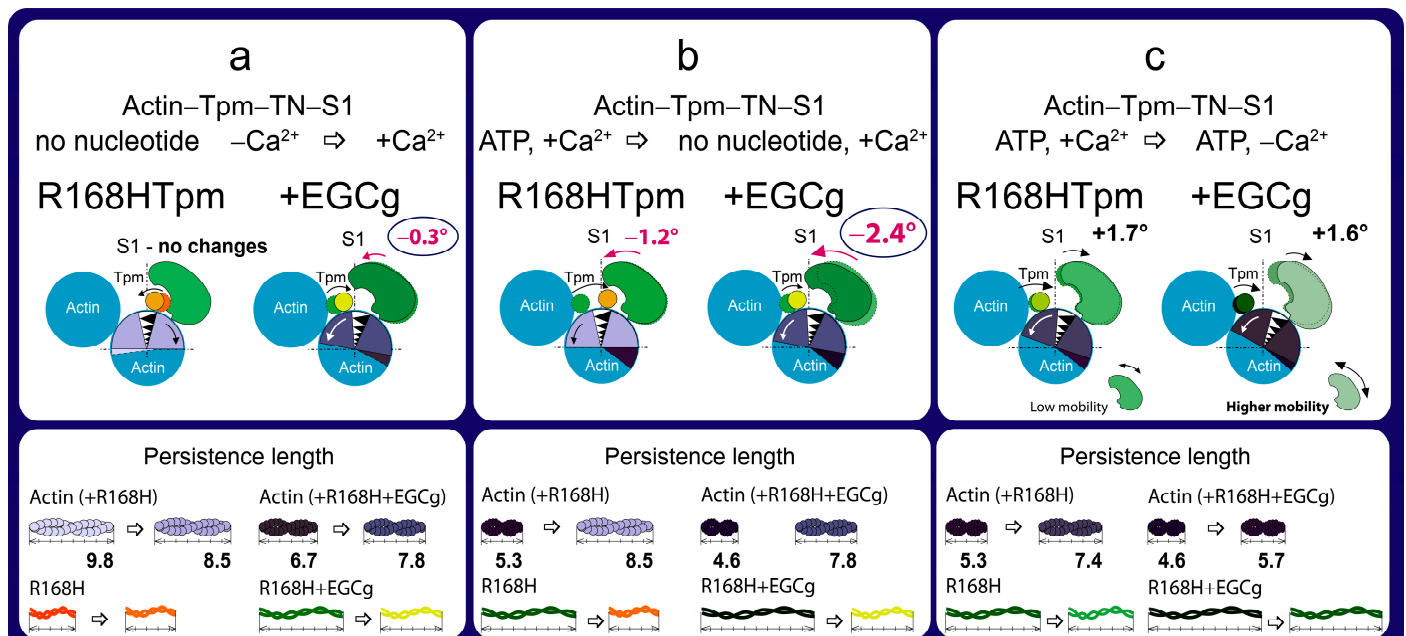 a
Actin–Tpm–TN–S1
no nucleotide –Ca²⁺ ⇨ +Ca²⁺
R168HTpm +EGCg
S1 - no changes
S1 –0.3°
Tpm
Tpm
Actin
Actin
Actin
Actin
b
Actin–Tpm–TN–S1
ATP, +Ca²⁺ ⇨ no nucleotide, +Ca²⁺
R168HTpm +EGCg
S1 –1.2°
S1 –2.4°
Tpm
Tpm
Actin
Actin
Actin
Actin
c
Actin–Tpm–TN–S1
ATP, +Ca²⁺ ⇨ ATP, –Ca²⁺
R168HTpm +EGCg
S1 +1.7°
S1 +1.6°
Tpm
Tpm
Actin
Actin
Actin
Actin
Low mobility
Higher mobility
Persistence length
Actin (+R168H) Actin (+R168H+EGCg)
9.8 8.5 6.7 7.8
R168H R168H+EGCg
Persistence length
Actin (+R168H) Actin (+R168H+EGCg)
5.3 8.5 4.6 7.8
R168H R168H+EGCg
Persistence length
Actin (+R168H) Actin (+R168H+EGCg)
5.3 7.4 4.6 5.7
R168H R168H+EGCg